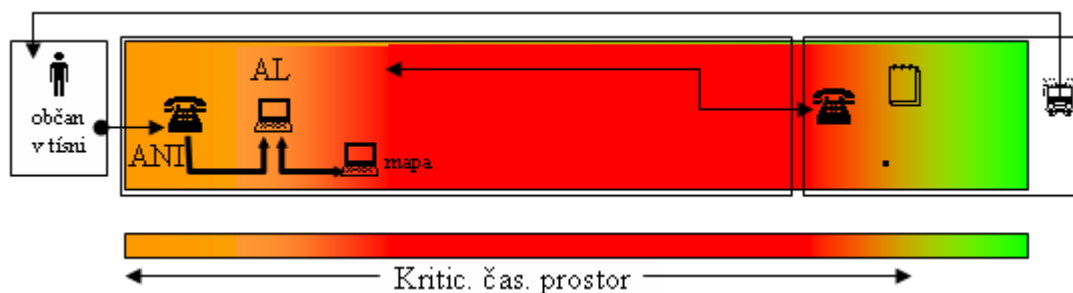 občan
v tísni
ANI
AL
mapa
Kritic. čas. prostor